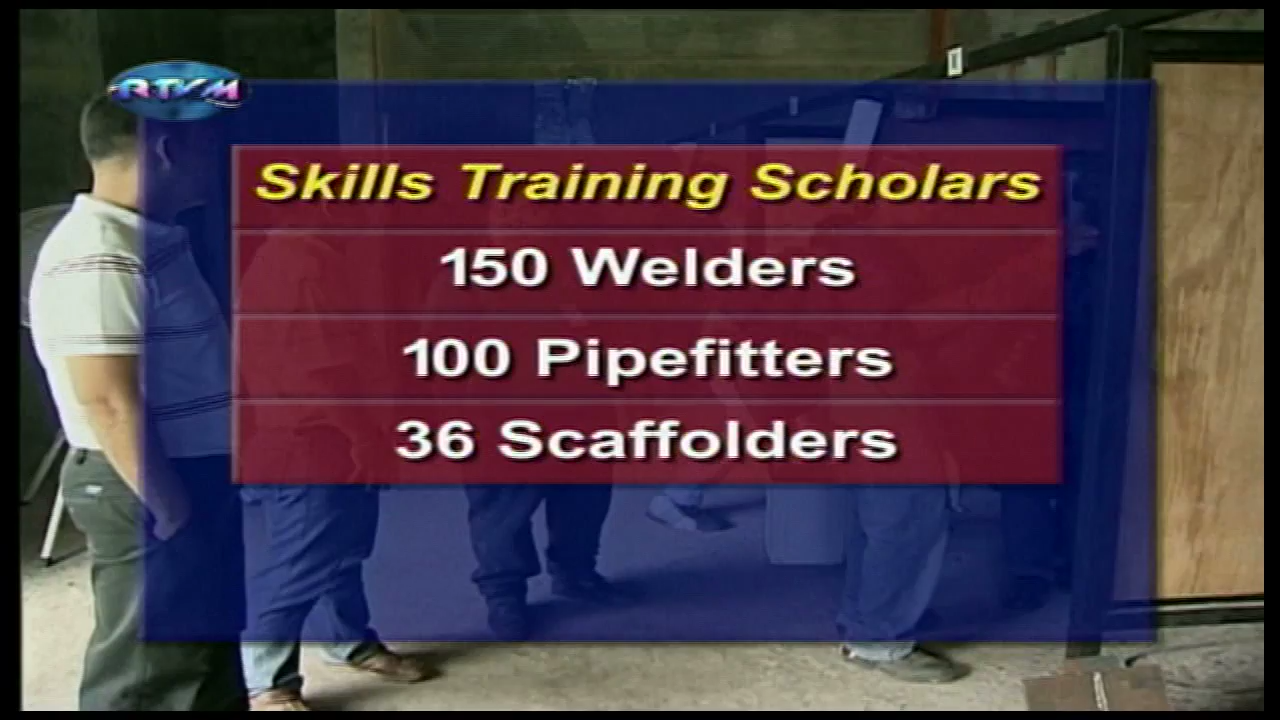 RTVM
Skills Training Scholars
150 Welders
100 Pipefitters
36 Scaffolders